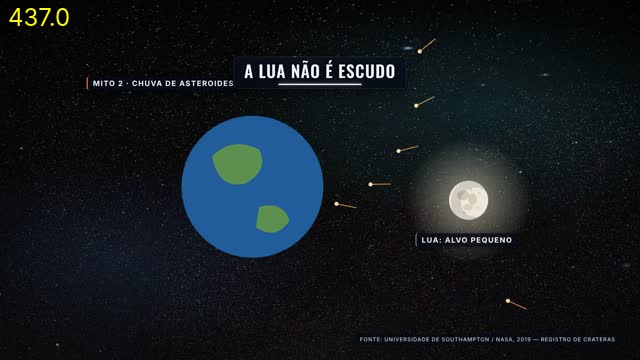 437.0
A LUA NÃO É ESCUDO
MITO 2 · CHUVA DE ASTEROIDES
LUA: ALVO PEQUENO
FONTE: UNIVERSIDADE DE SOUTHAMPTON / NASA, 2019 — REGISTRO DE CRATERAS